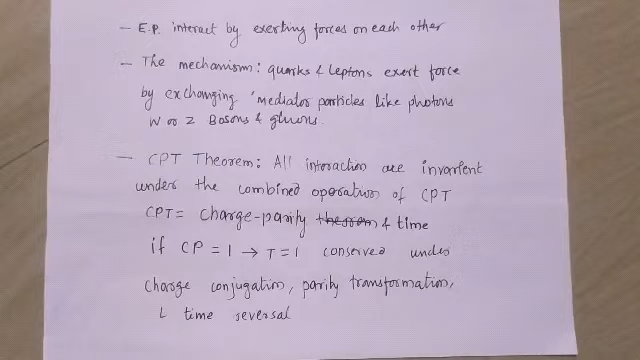 - E.P. interact by exerting forces on each other
- The mechanism: quarks & leptons exert force
by exchanging 'mediator particles like photons
W or Z Bosons & gluons.
- CPT Theorem: All interaction are invarient
under the combined operation of CPT
CPT = Charge-parity theorem & time
if CP = 1 → T = 1 conserved under
Charge conjugation, parity transformation,
& time reversal